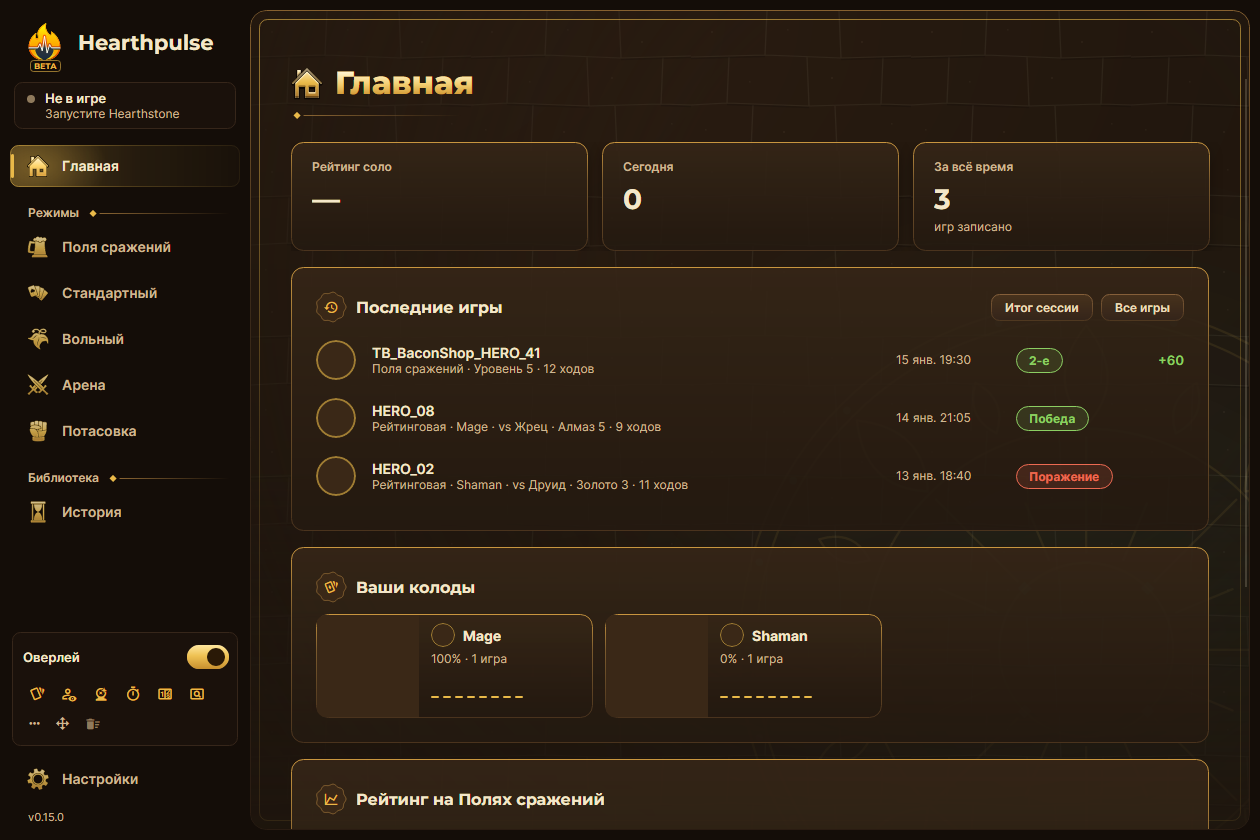 Hearthpulse
BETA
Не в игре
Запустите Hearthstone
Главная
Режимы
Поля сражений
Стандартный
Вольный
Арена
Потасовка
Библиотека
История
Оверлей
Настройки
v0.15.0
Главная
Рейтинг соло
—
Сегодня
0
За всё время
3
игр записано
Последние игры
Итог сессии
Все игры
TB_BaconShop_HERO_41
Поля сражений · Уровень 5 · 12 ходов
15 янв. 19:30
2-е
+60
HERO_08
Рейтинговая · Mage · vs Жрец · Алмаз 5 · 9 ходов
14 янв. 21:05
Победа
HERO_02
Рейтинговая · Shaman · vs Друид · Золото 3 · 11 ходов
13 янв. 18:40
Поражение
Ваши колоды
Mage
100% · 1 игра
Shaman
0% · 1 игра
Рейтинг на Полях сражений